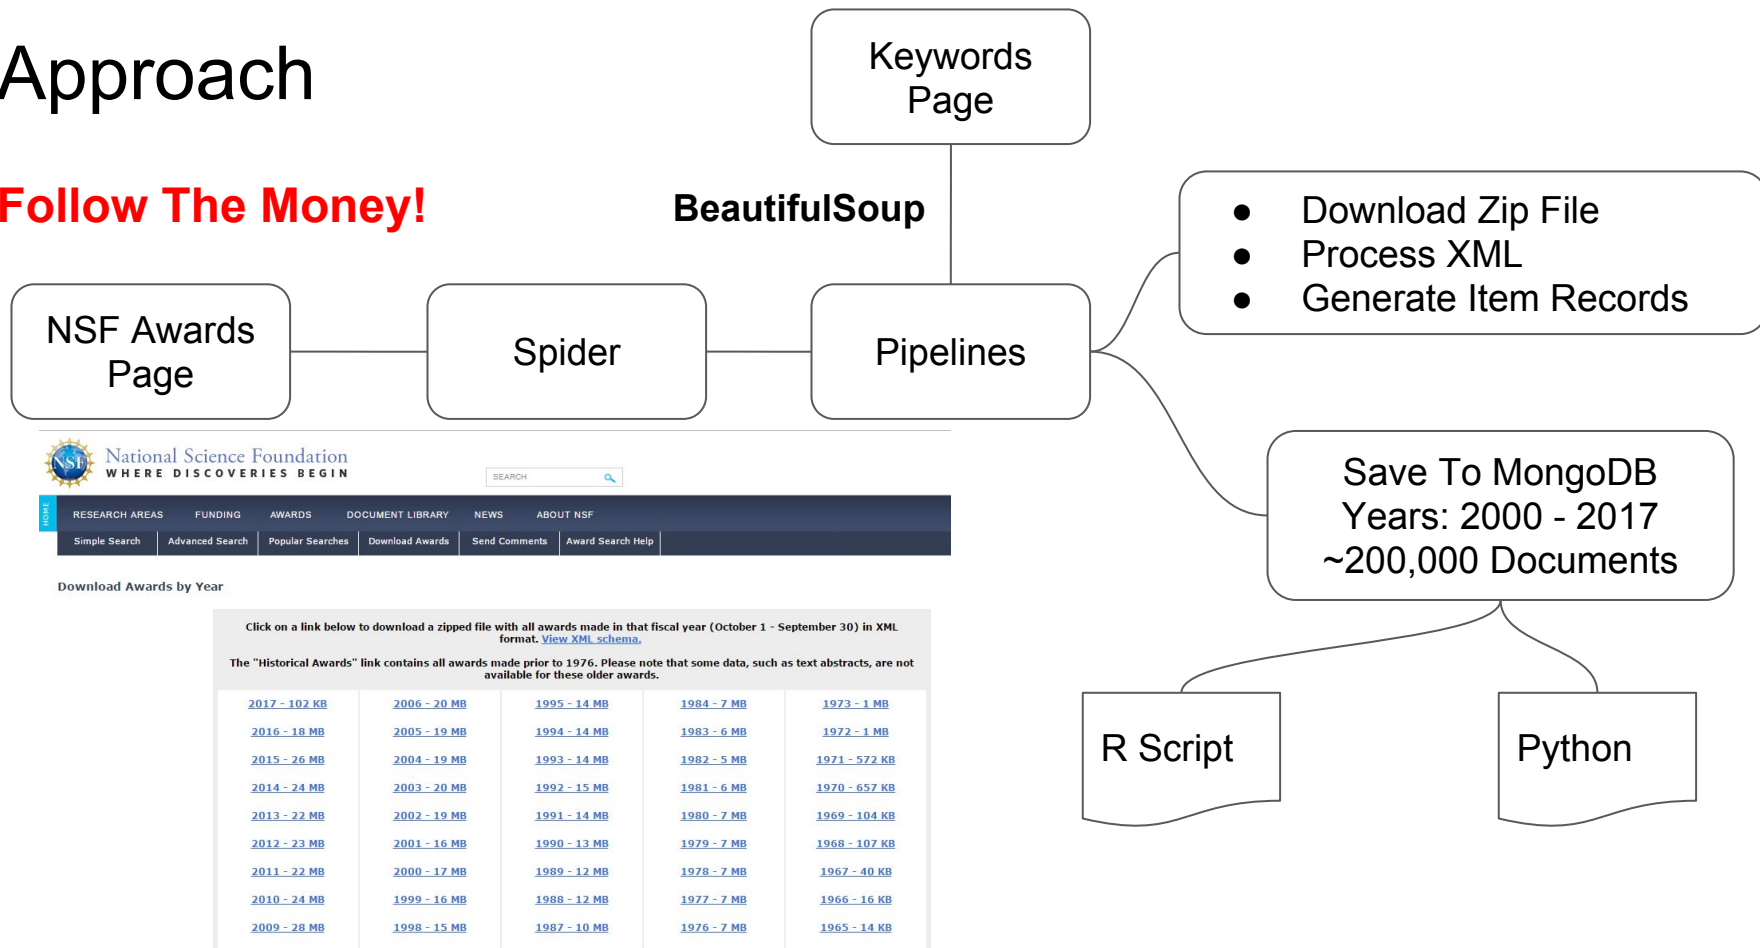 Approach
Follow The Money!
Keywords
Page
BeautifulSoup
● Download Zip File
● Process XML
● Generate Item Records
NSF Awards
Page
Spider
Pipelines
Save To MongoDB
Years: 2000 - 2017
~200,000 Documents
R Script
Python
NSF
National Science Foundation
WHERE DISCOVERIES BEGIN
SEARCH
HOME
RESEARCH AREAS FUNDING AWARDS DOCUMENT LIBRARY NEWS ABOUT NSF
Simple Search Advanced Search Popular Searches Download Awards Send Comments Award Search Help
Download Awards by Year
Click on a link below to download a zipped file with all awards made in that fiscal year (October 1 - September 30) in XML
format. View XML schema.
The "Historical Awards" link contains all awards made prior to 1976. Please note that some data, such as text abstracts, are not
available for these older awards.
2017 - 102 KB 2006 - 20 MB 1995 - 14 MB 1984 - 7 MB 1973 - 1 MB
2016 - 18 MB 2005 - 19 MB 1994 - 14 MB 1983 - 6 MB 1972 - 1 MB
2015 - 26 MB 2004 - 19 MB 1993 - 14 MB 1982 - 5 MB 1971 - 572 KB
2014 - 24 MB 2003 - 20 MB 1992 - 15 MB 1981 - 6 MB 1970 - 657 KB
2013 - 22 MB 2002 - 19 MB 1991 - 14 MB 1980 - 7 MB 1969 - 104 KB
2012 - 23 MB 2001 - 16 MB 1990 - 13 MB 1979 - 7 MB 1968 - 107 KB
2011 - 22 MB 2000 - 17 MB 1989 - 12 MB 1978 - 7 MB 1967 - 40 KB
2010 - 24 MB 1999 - 16 MB 1988 - 12 MB 1977 - 7 MB 1966 - 16 KB
2009 - 28 MB 1998 - 15 MB 1987 - 10 MB 1976 - 7 MB 1965 - 14 KB